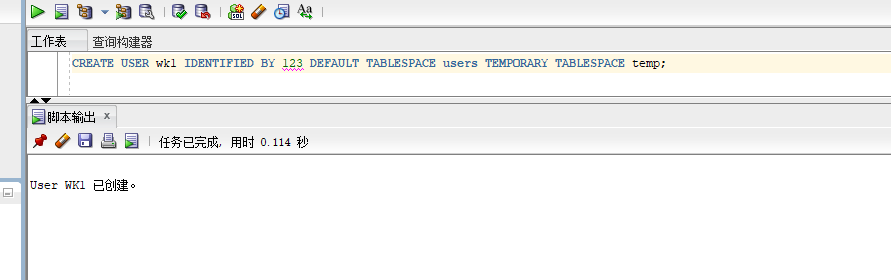 工作表 查询构建器
CREATE USER wk1 IDENTIFIED BY 123 DEFAULT TABLESPACE users TEMPORARY TABLESPACE temp;
脚本输出 x
任务已完成, 用时 0.114 秒
User WK1 已创建。